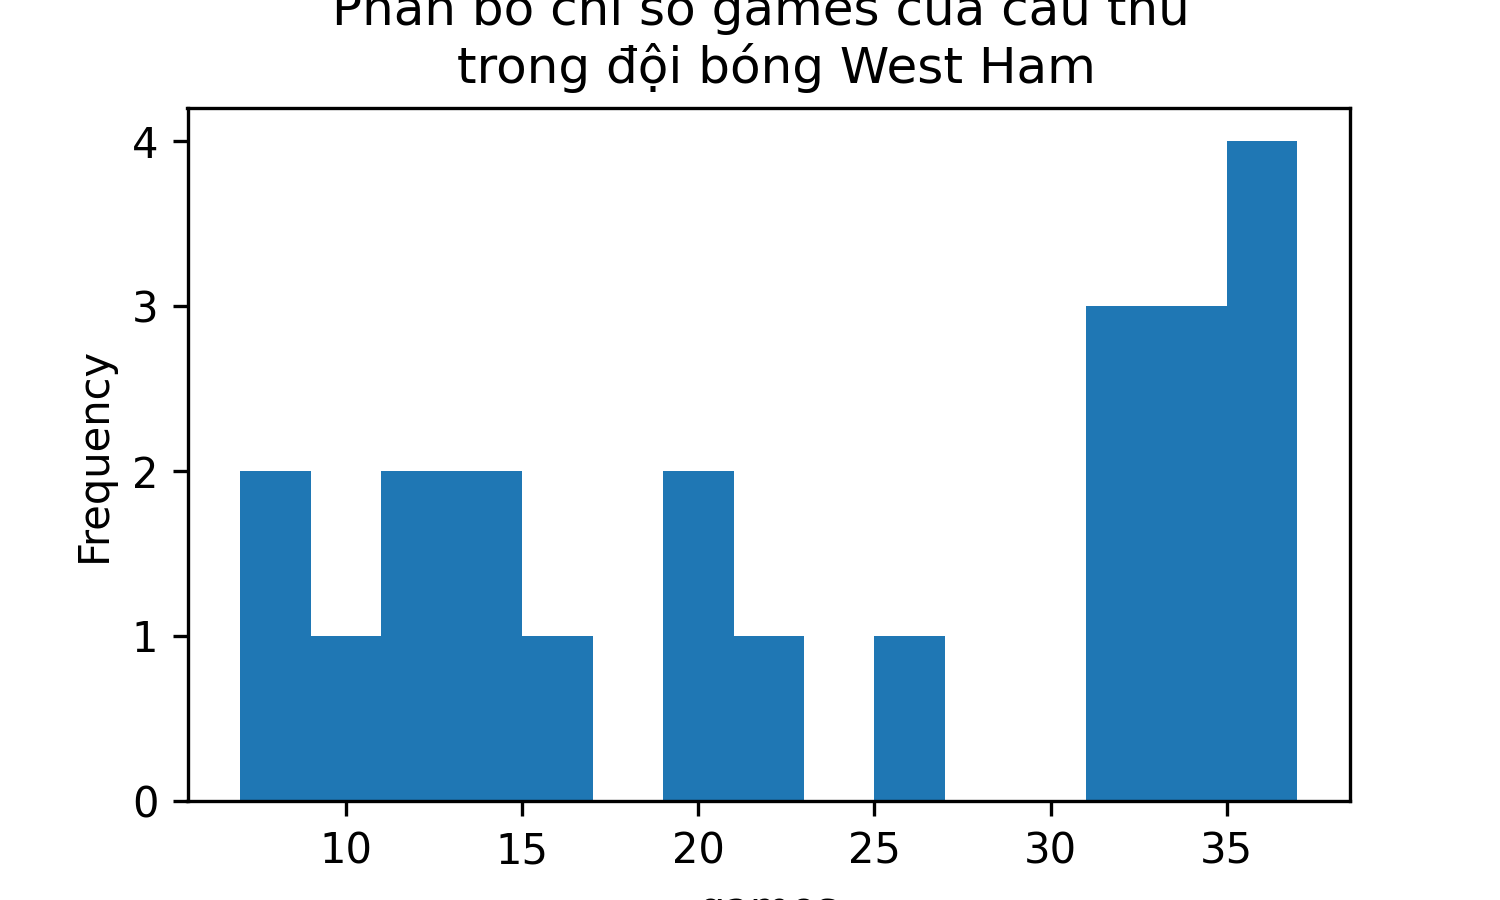 Phân bố chỉ số games của cầu thủ
trong đội bóng West Ham
4
3
2
1
0
Frequency
10 15 20 25 30 35
games